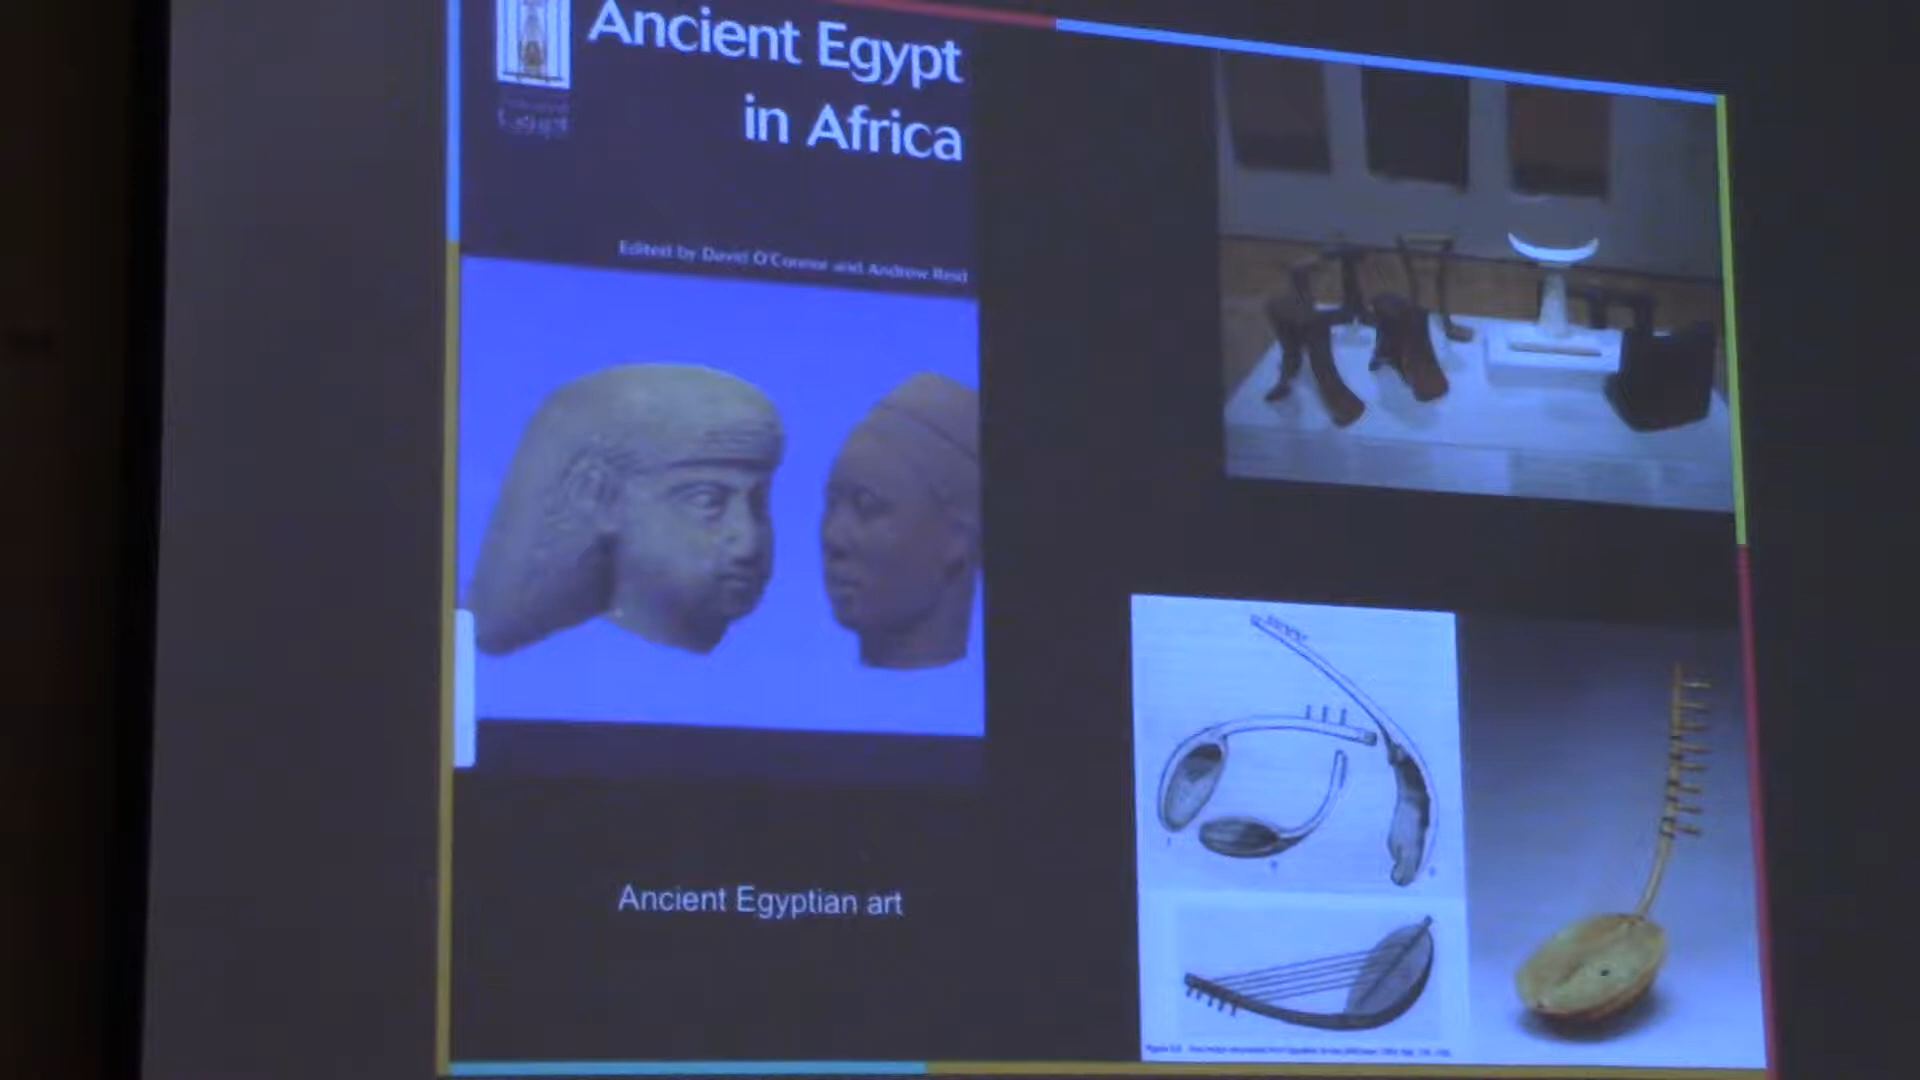 Ancient Egypt
in Africa
Edited by David O'Connor and Andrew Reid
Ancient Egyptian art